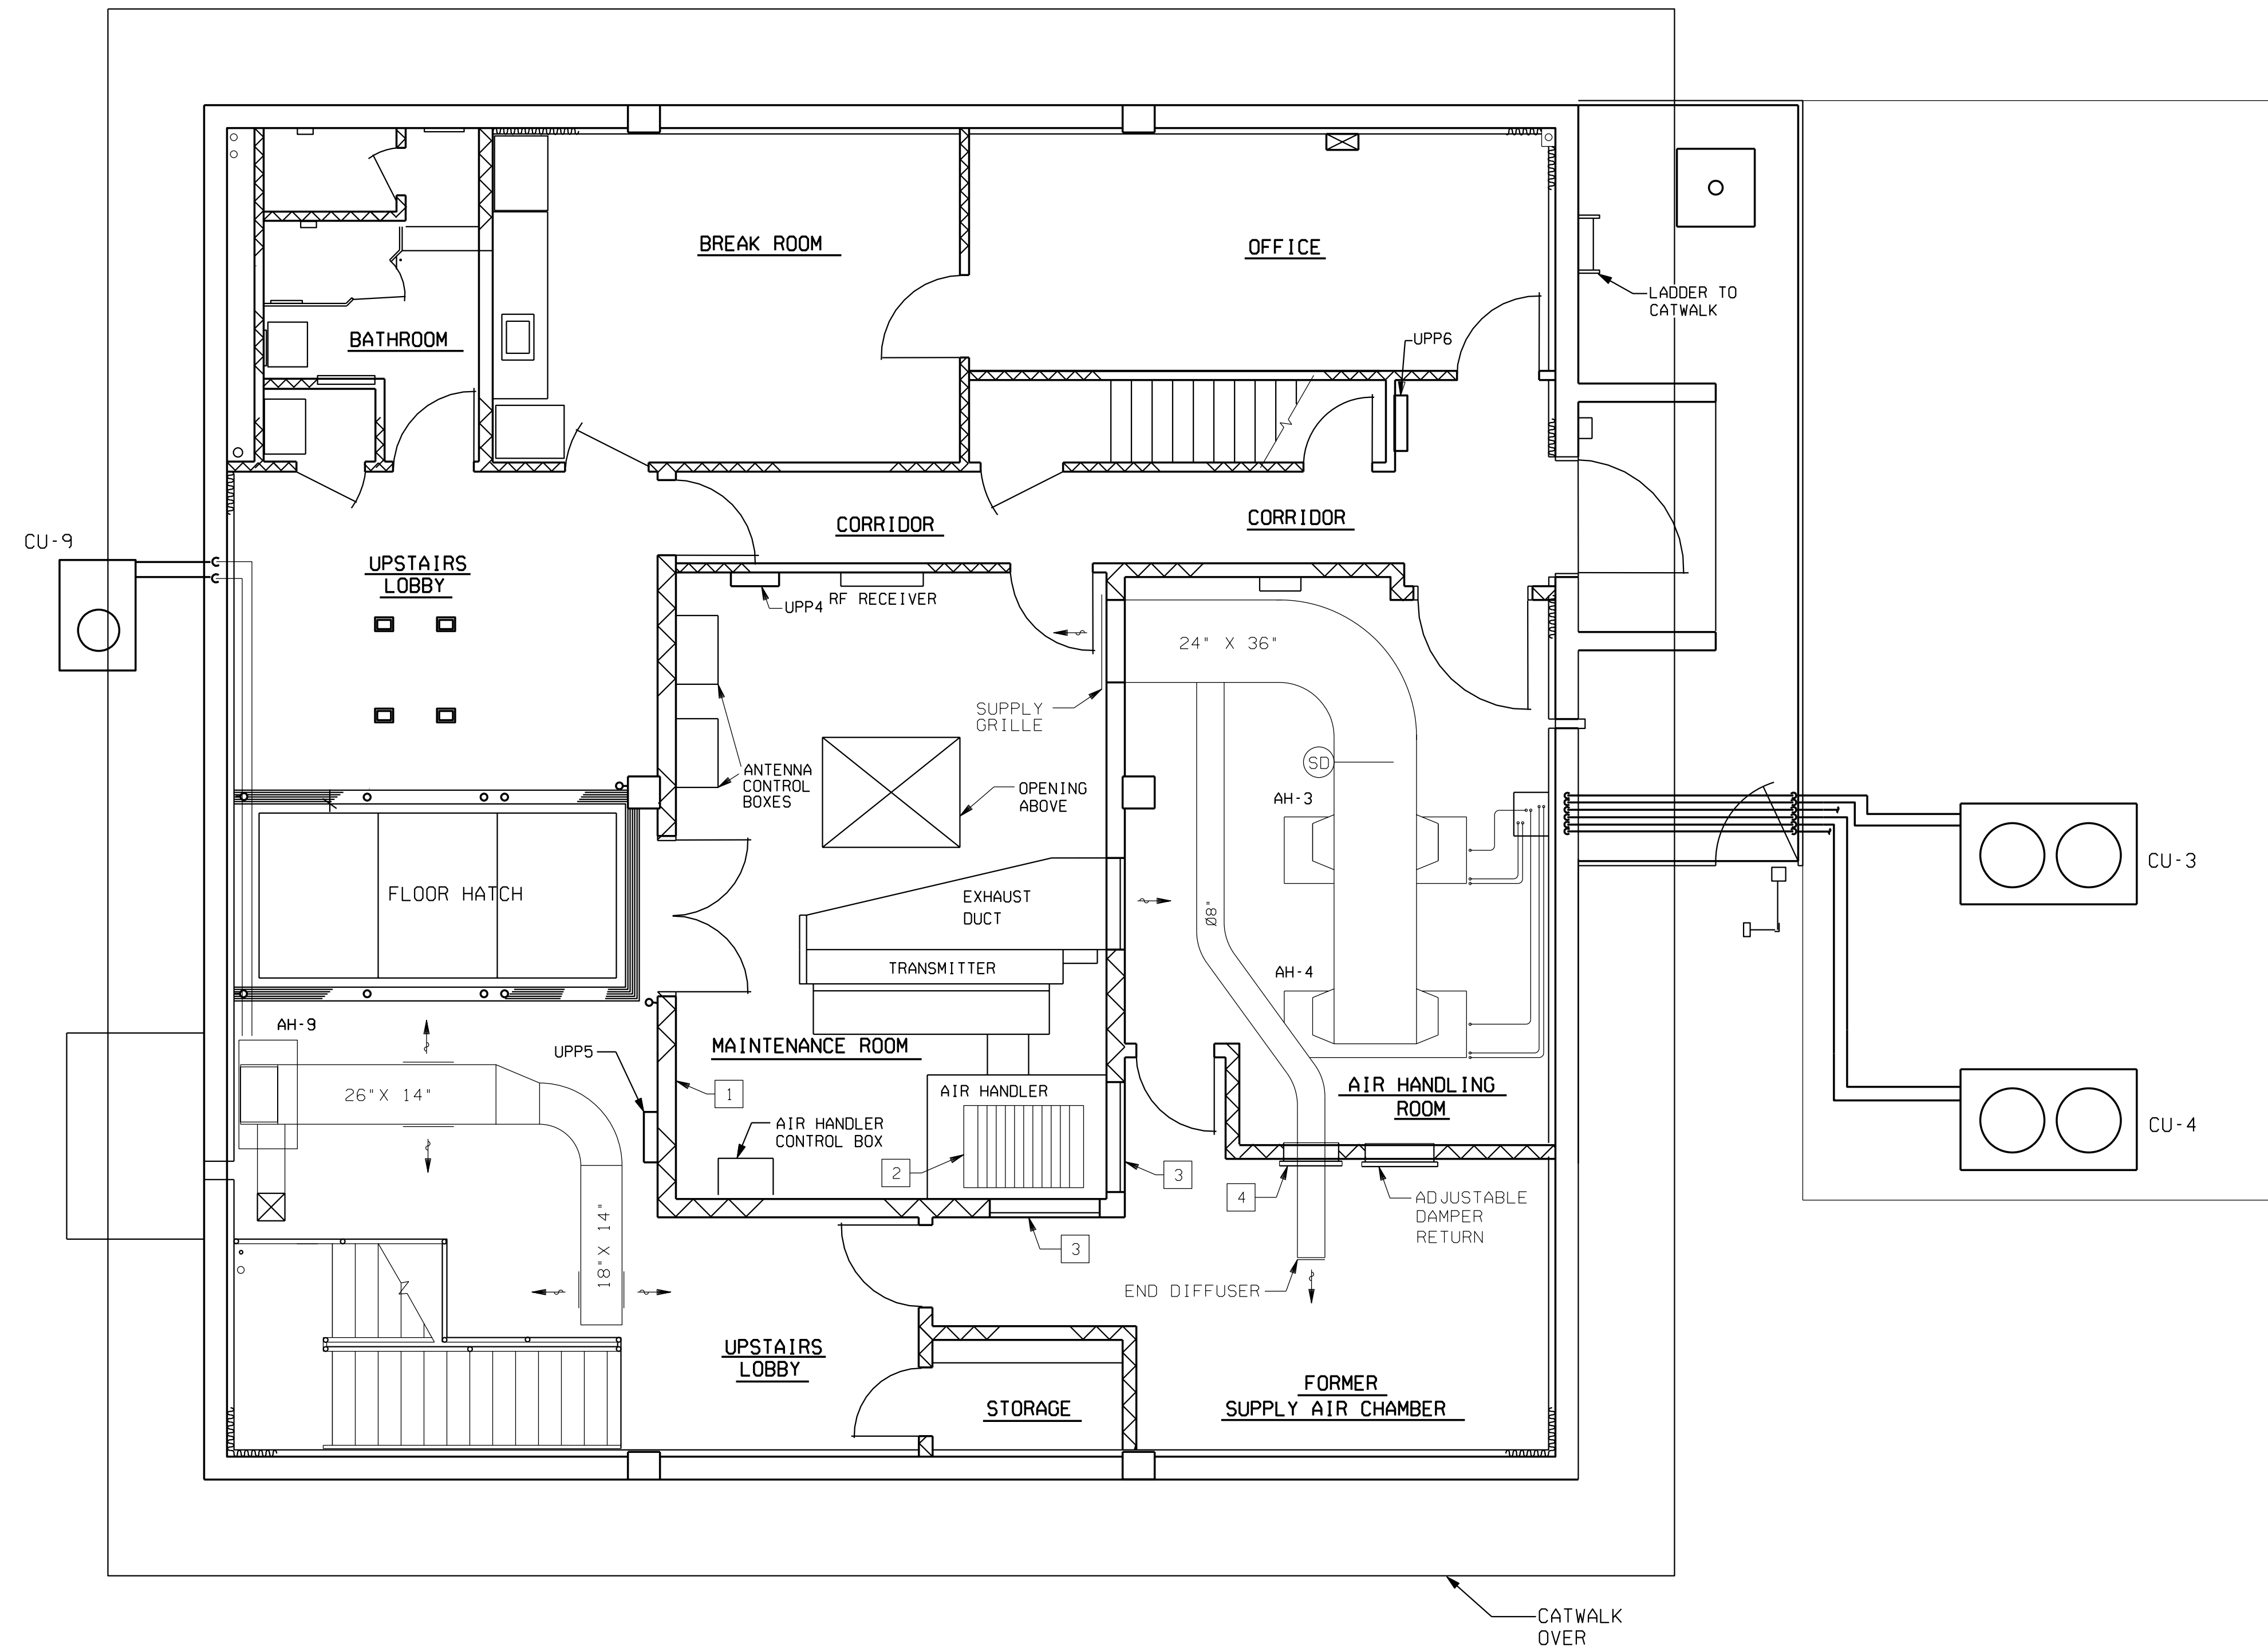 BREAK ROOM
OFFICE
LADDER TO
CATWALK
BATHROOM
UPP6
CU-9
CORRIDOR
CORRIDOR
UPSTAIRS
LOBBY
UPP4
RF RECEIVER
24" X 36"
SUPPLY
GRILLE
SD
ANTENNA
CONTROL
BOXES
OPENING
ABOVE
AH-3
CU-3
FLOOR HATCH
EXHAUST
DUCT
Ø8"
TRANSMITTER
AH-4
AH-9
UPP5
MAINTENANCE ROOM
1
AIR HANDLER
26"X 14"
AIR HANDLING
ROOM
AIR HANDLER
CONTROL BOX
CU-4
2
3
4
ADJUSTABLE
DAMPER
RETURN
18"X 14"
3
END DIFFUSER
UPSTAIRS
LOBBY
STORAGE
FORMER
SUPPLY AIR CHAMBER
CATWALK
OVER